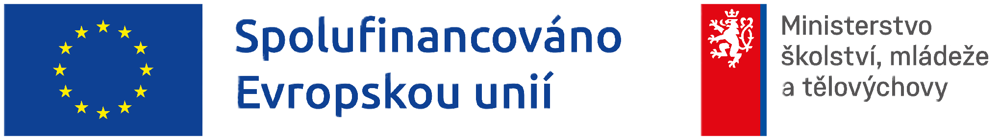 Spolufinancováno
Evropskou unií
Ministerstvo
školství, mládeže
a tělovýchovy